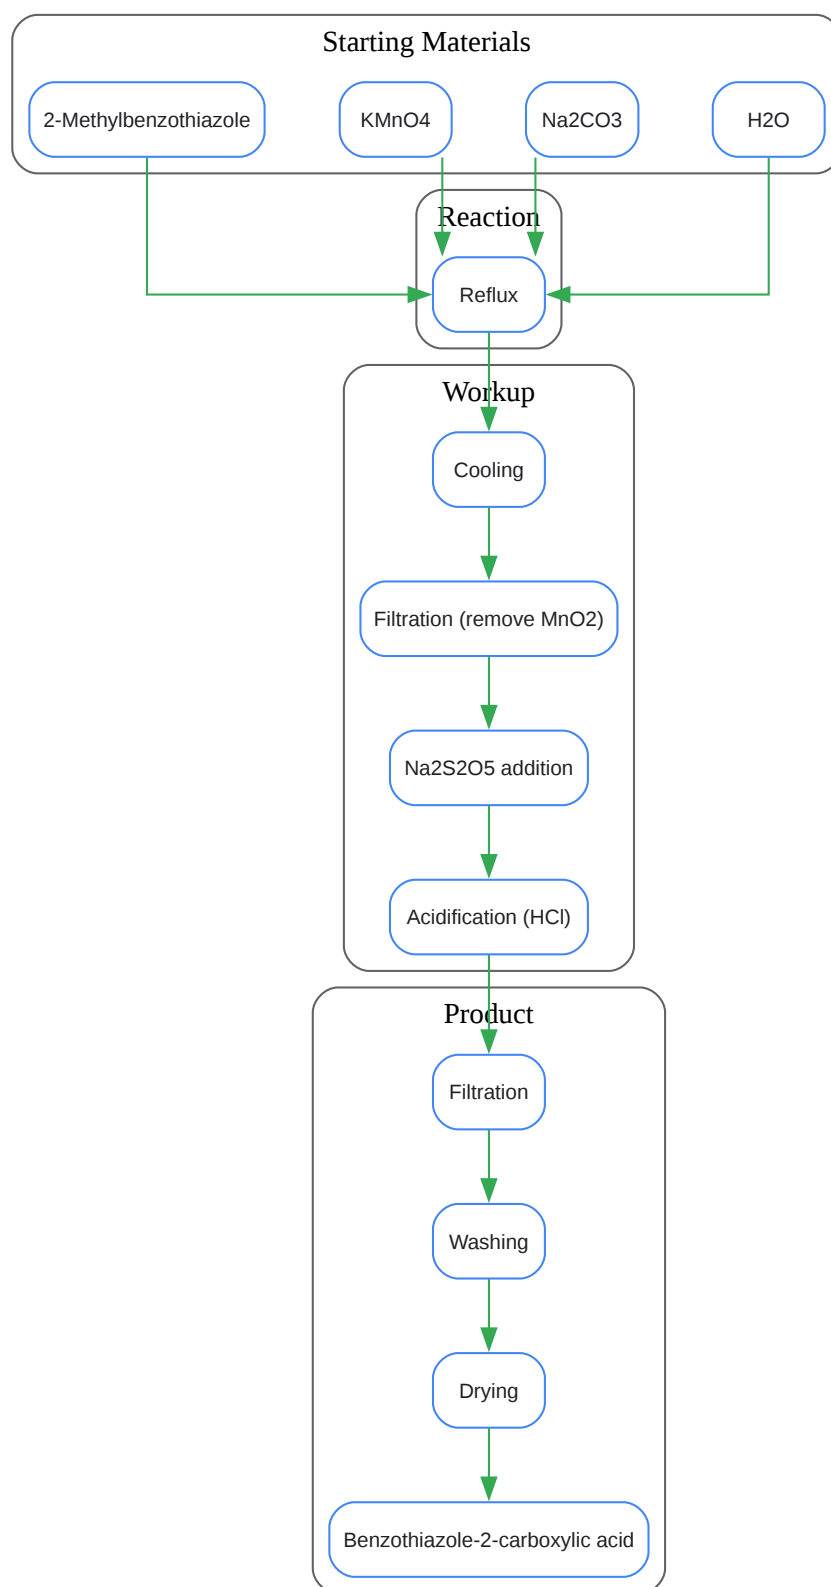 Starting Materials
2-Methylbenzothiazole
KMnO4
Na2CO3
H2O
Reaction
Reflux
Workup
Cooling
Filtration (remove MnO2)
Na2S2O5 addition
Acidification (HCl)
Product
Filtration
Washing
Drying
Benzothiazole-2-carboxylic acid